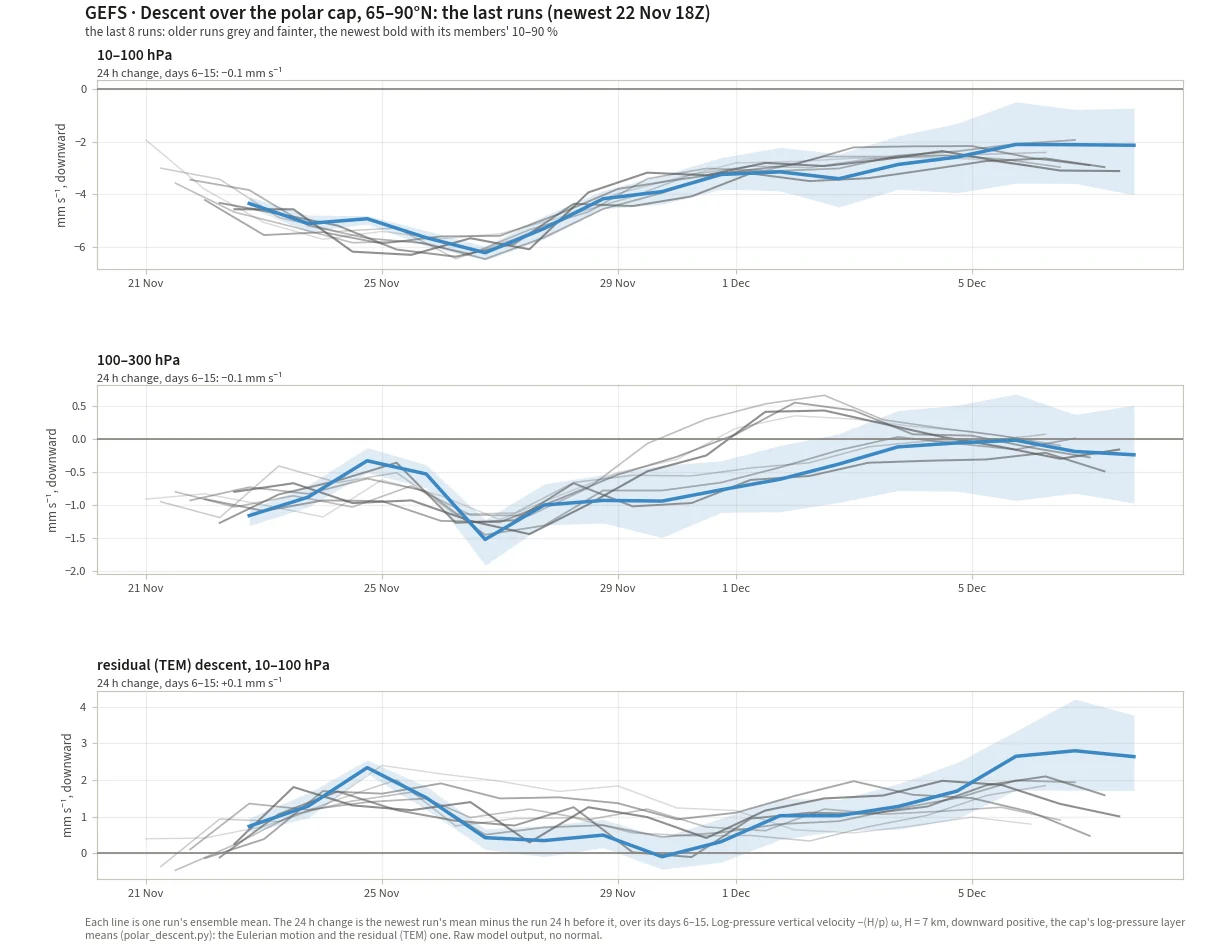 GEFS · Descent over the polar cap, 65–90°N: the last runs (newest 22 Nov 18Z)
the last 8 runs: older runs grey and fainter, the newest bold with its members' 10–90 %
10–100 hPa
24 h change, days 6–15: −0.1 mm s⁻¹
mm s⁻¹, downward
0
−2
−4
−6
21 Nov
25 Nov
29 Nov
1 Dec
5 Dec
100–300 hPa
24 h change, days 6–15: −0.1 mm s⁻¹
mm s⁻¹, downward
0.5
0.0
−0.5
−1.0
−1.5
−2.0
21 Nov
25 Nov
29 Nov
1 Dec
5 Dec
residual (TEM) descent, 10–100 hPa
24 h change, days 6–15: +0.1 mm s⁻¹
mm s⁻¹, downward
4
3
2
1
0
21 Nov
25 Nov
29 Nov
1 Dec
5 Dec
Each line is one run's ensemble mean. The 24 h change is the newest run's mean minus the run 24 h before it, over its days 6–15. Log-pressure vertical velocity −(H/p) ω, H = 7 km, downward positive, the cap's log-pressure layer
means (polar_descent.py): the Eulerian motion and the residual (TEM) one. Raw model output, no normal.